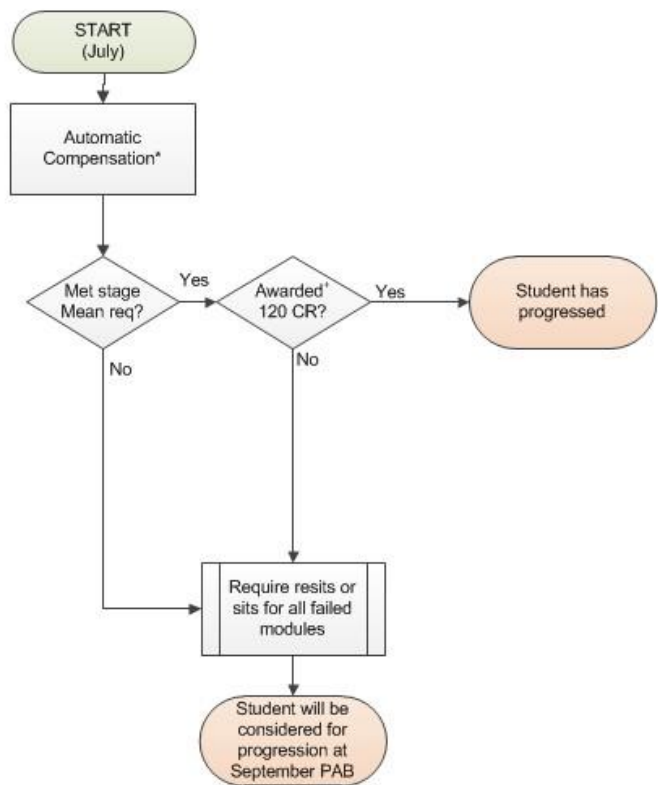 START
(July)
Automatic
Compensation*
Met stage
Mean req?
Yes
No
Awarded⁺
120 CR?
Yes
No
Student has
progressed
Require resits or
sits for all failed
modules
Student will be
considered for
progression at
September PAB